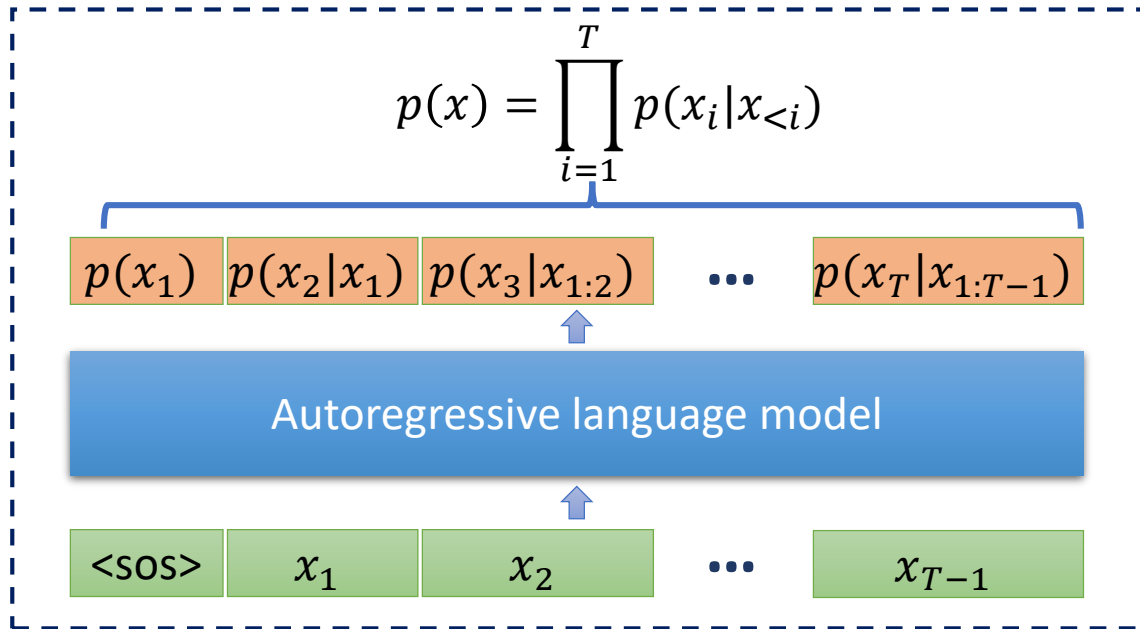 p(x) = ∏_{i=1}^{T} p(x_i|x_{<i})
p(x_1) p(x_2|x_1) p(x_3|x_{1:2}) ••• p(x_T|x_{1:T−1})
Autoregressive language model
<sos> x_1 x_2 ••• x_{T−1}